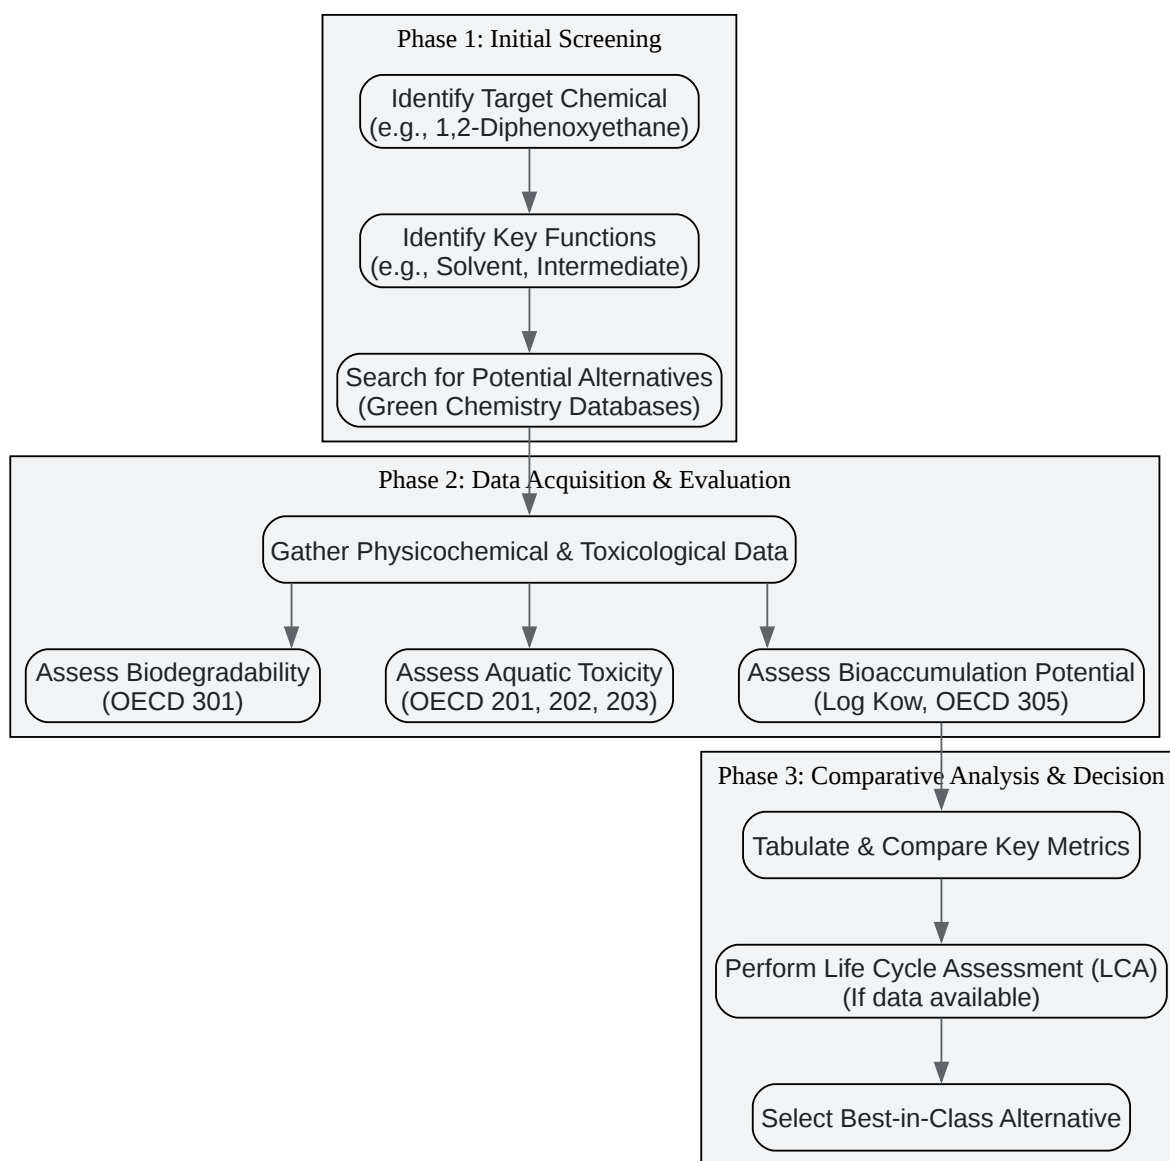 Phase 1: Initial Screening
Identify Target Chemical
(e.g., 1,2-Diphenoxyethane)
Identify Key Functions
(e.g., Solvent, Intermediate)
Search for Potential Alternatives
(Green Chemistry Databases)
Phase 2: Data Acquisition & Evaluation
Gather Physicochemical & Toxicological Data
Assess Biodegradability
(OECD 301)
Assess Aquatic Toxicity
(OECD 201, 202, 203)
Assess Bioaccumulation Potential
(Log Kow, OECD 305)
Phase 3: Comparative Analysis & Decision
Tabulate & Compare Key Metrics
Perform Life Cycle Assessment (LCA)
(If data available)
Select Best-in-Class Alternative